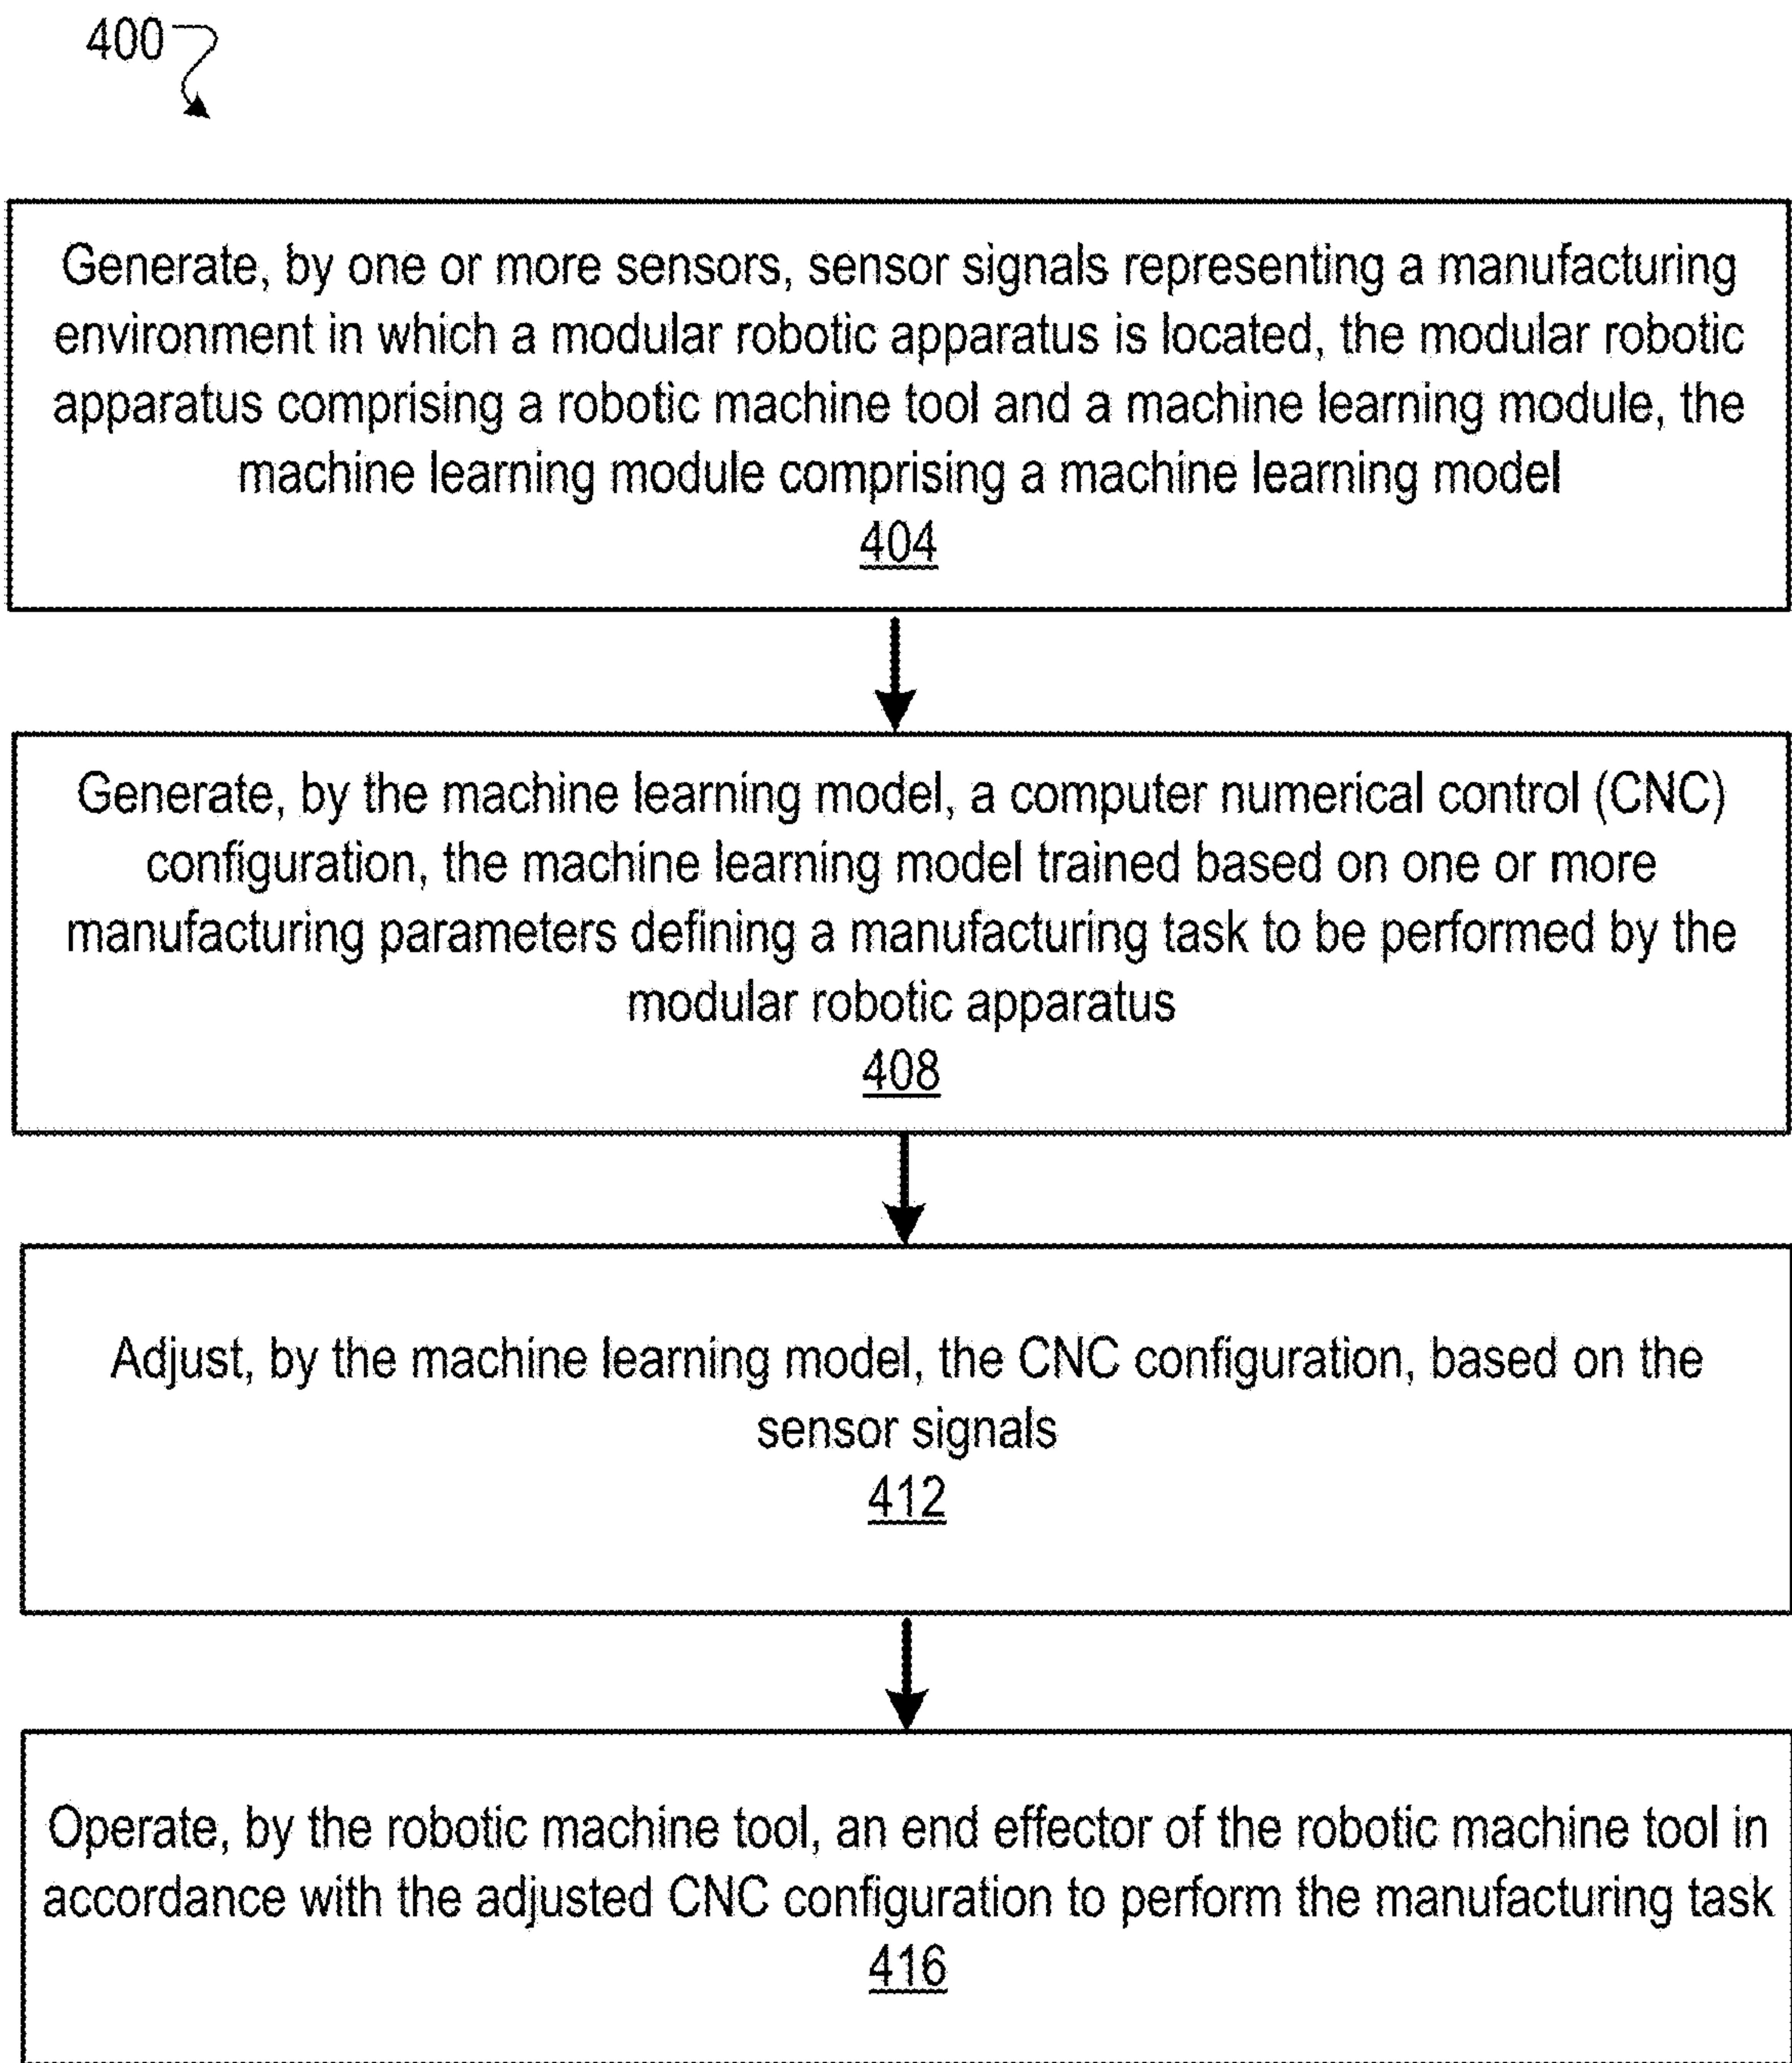 400
Generate, by one or more sensors, sensor signals representing a manufacturing
environment in which a modular robotic apparatus is located, the modular robotic
apparatus comprising a robotic machine tool and a machine learning module, the
machine learning module comprising a machine learning model
404
Generate, by the machine learning model, a computer numerical control (CNC)
configuration, the machine learning model trained based on one or more
manufacturing parameters defining a manufacturing task to be performed by the
modular robotic apparatus
408
Adjust, by the machine learning model, the CNC configuration, based on the
sensor signals
412
Operate, by the robotic machine tool, an end effector of the robotic machine tool in
accordance with the adjusted CNC configuration to perform the manufacturing task
416